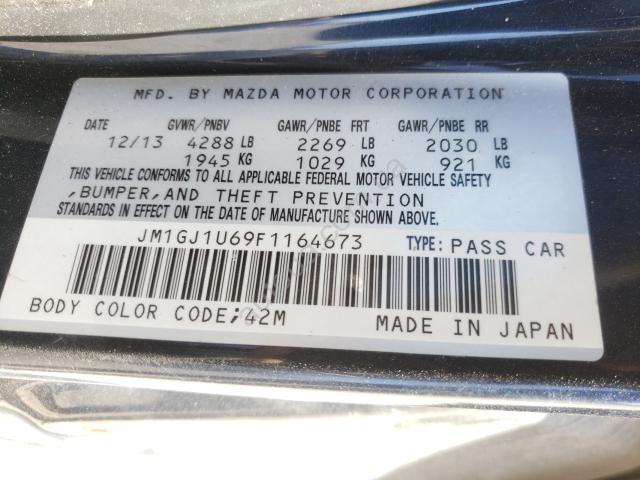 MFD. BY MAZDA MOTOR CORPORATION
DATE GVWR/PNBV GAWR/PNBE FRT GAWR/PNBE RR
12/13 4288 LB 2269 LB 2030 LB
1945 KG 1029 KG 921 KG
THIS VEHICLE CONFORMS TO ALL APPLICABLE FEDERAL MOTOR VEHICLE SAFETY
,BUMPER,AND THEFT PREVENTION
STANDARDS IN EFFECT ON THE DATE OF MANUFACTURE SHOWN ABOVE.
JM1GJ1U69F1164673 TYPE: PASS CAR
BODY COLOR CODE;42M MADE IN JAPAN